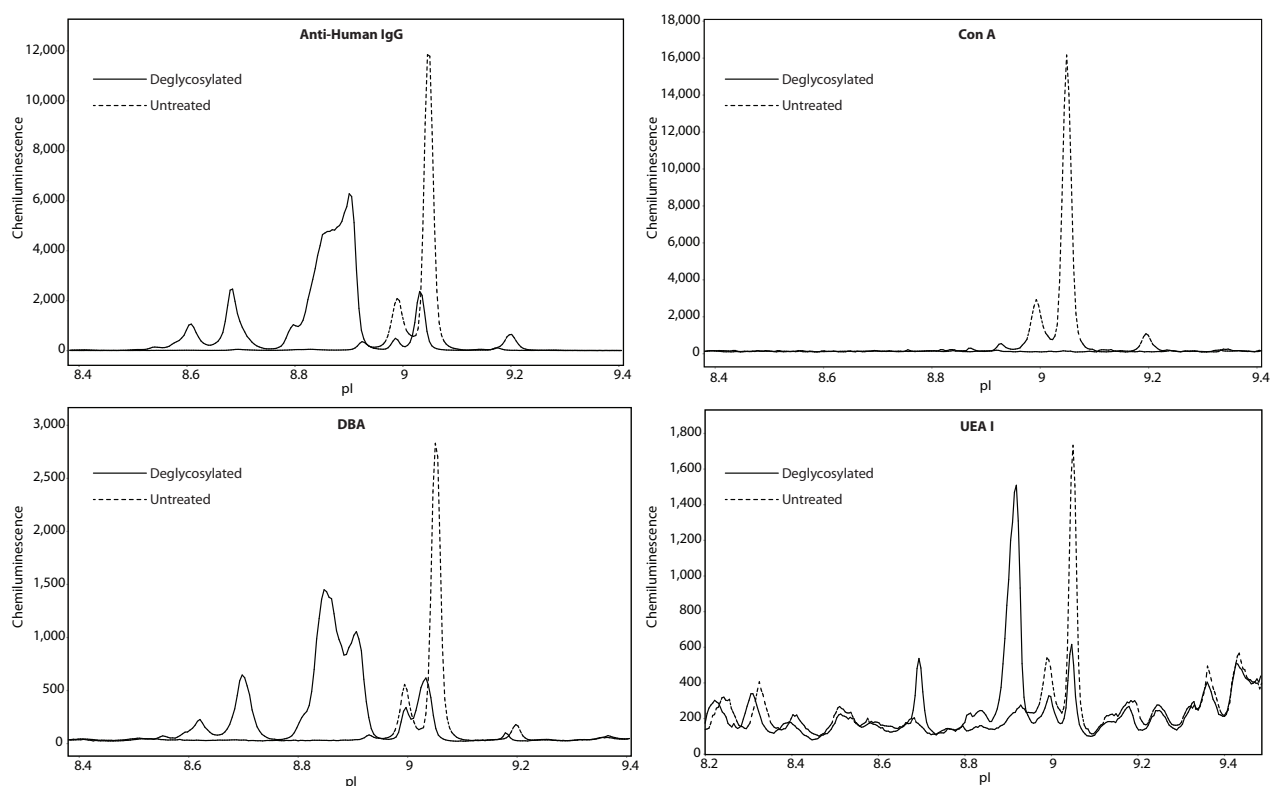 Anti-Human IgG
Deglycosylated
Untreated
Chemiluminescence
12,000
10,000
8,000
6,000
4,000
2,000
0
8.4 8.6 8.8 9 9.2 9.4
pI
Con A
Deglycosylated
Untreated
Chemiluminescence
18,000
16,000
14,000
12,000
10,000
8,000
6,000
4,000
2,000
0
8.4 8.6 8.8 9 9.2 9.4
pI
DBA
Deglycosylated
Untreated
Chemiluminescence
3,000
2,500
2,000
1,500
1,000
500
0
8.4 8.6 8.8 9 9.2 9.4
pI
UEA I
Deglycosylated
Untreated
Chemiluminescence
1,800
1,600
1,400
1,200
1,000
800
600
400
200
0
8.2 8.4 8.6 8.8 9 9.2 9.4
pI